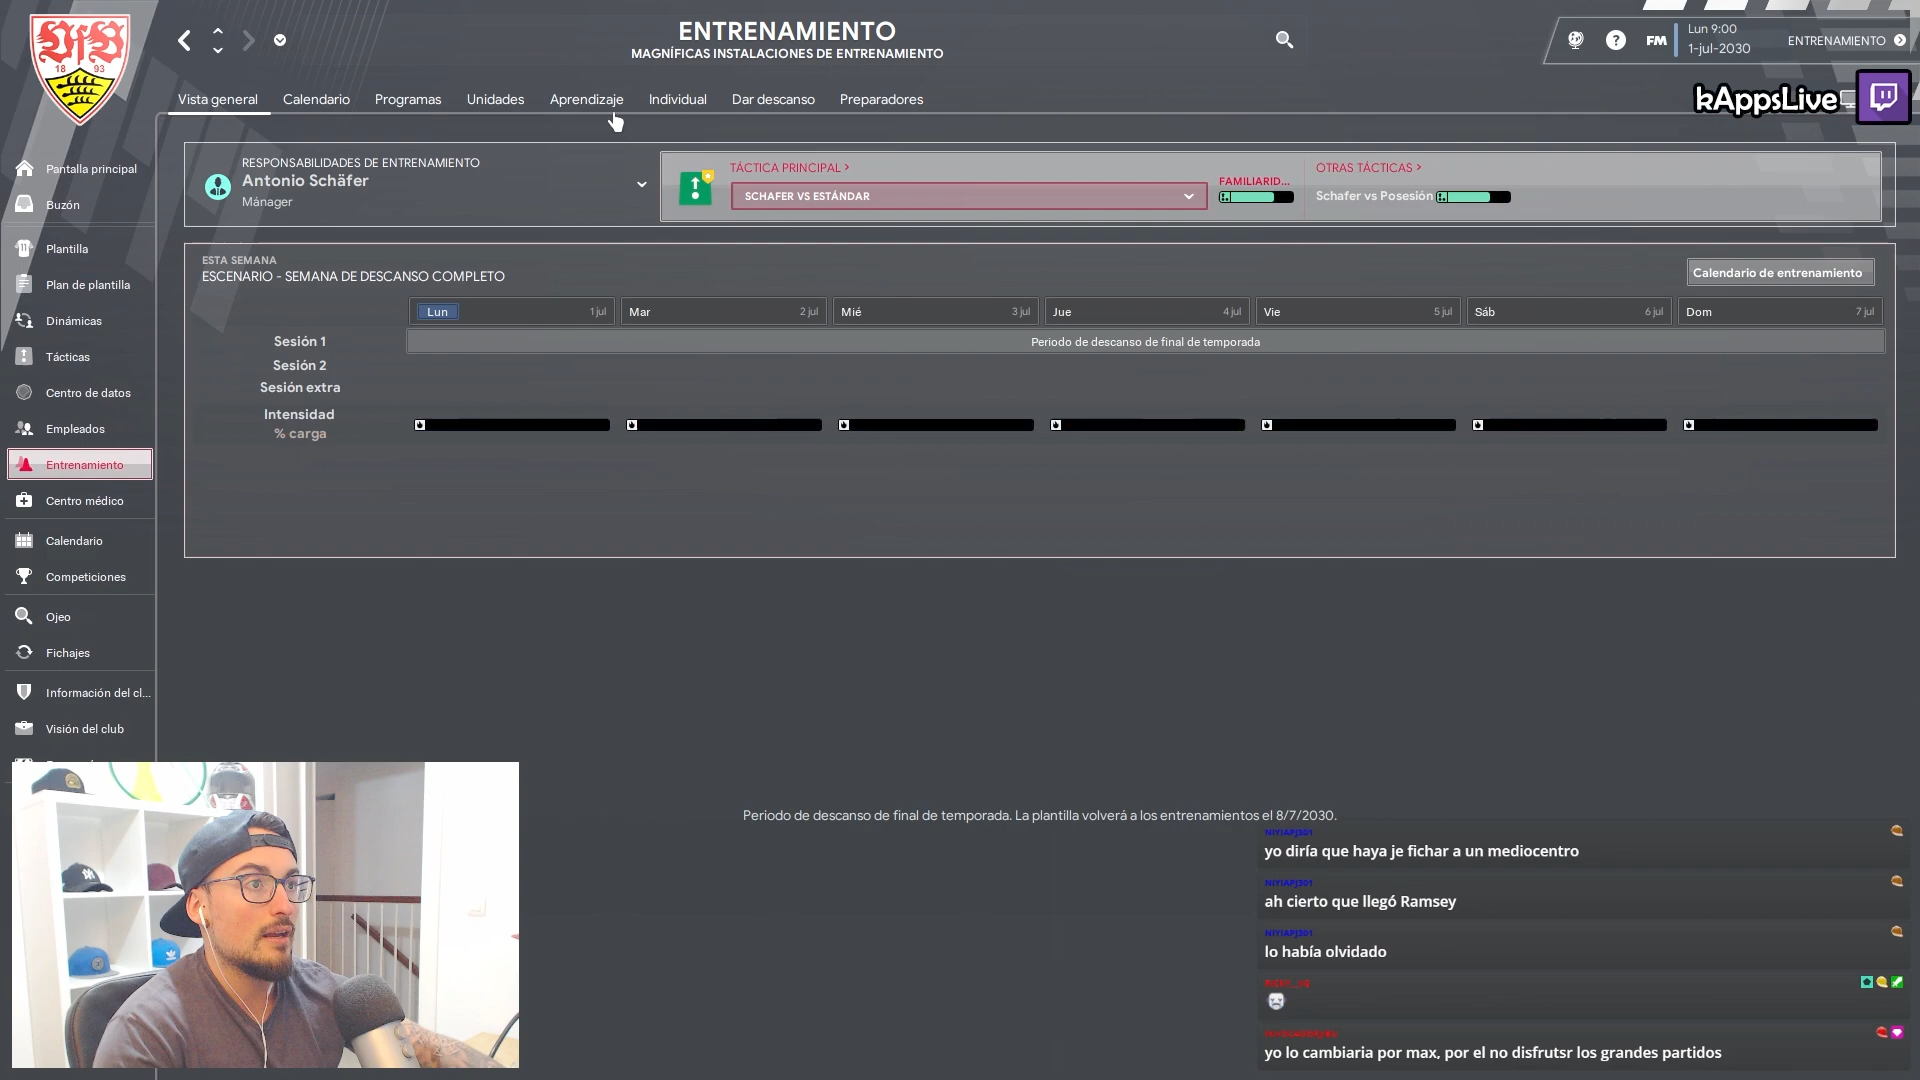 VfB
18 93
ENTRENAMIENTO
MAGNÍFICAS INSTALACIONES DE ENTRENAMIENTO
FM
Lun 9:00
1-jul-2030
ENTRENAMIENTO
kAppsLive
Vista general
Calendario
Programas
Unidades
Aprendizaje
Individual
Dar descanso
Preparadores
Pantalla principal
Buzón
Plantilla
Plan de plantilla
Dinámicas
Tácticas
Centro de datos
Empleados
Entrenamiento
Centro médico
Calendario
Competiciones
Ojeo
Fichajes
Información del cl...
Visión del club
RESPONSABILIDADES DE ENTRENAMIENTO
Antonio Schäfer
Mánager
TÁCTICA PRINCIPAL >
SCHAFER VS ESTÁNDAR
FAMILIARID...
OTRAS TÁCTICAS >
Schafer vs Posesión
ESTA SEMANA
ESCENARIO - SEMANA DE DESCANSO COMPLETO
Calendario de entrenamiento
Lun 1 jul
Mar 2 jul
Mié 3 jul
Jue 4 jul
Vie 5 jul
Sáb 6 jul
Dom 7 jul
Sesión 1
Periodo de descanso de final de temporada
Sesión 2
Sesión extra
Intensidad
% carga
Periodo de descanso de final de temporada. La plantilla volverá a los entrenamientos el 8/7/2030.
yo diría que haya je fichar a un mediocentro
ah cierto que llegó Ramsey
lo había olvidado
yo lo cambiaria por max, por el no disfrutsr los grandes partidos